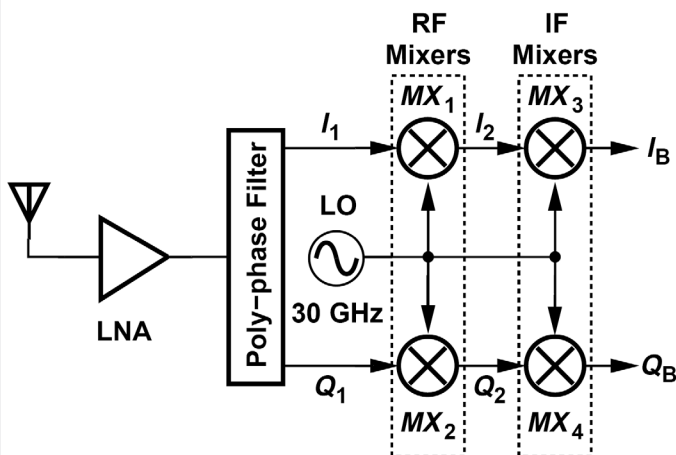 RF
Mixers
IF
Mixers
MX1
MX3
I1
I2
IB
Poly-phase Filter
LO
30 GHz
LNA
Q1
Q2
QB
MX2
MX4